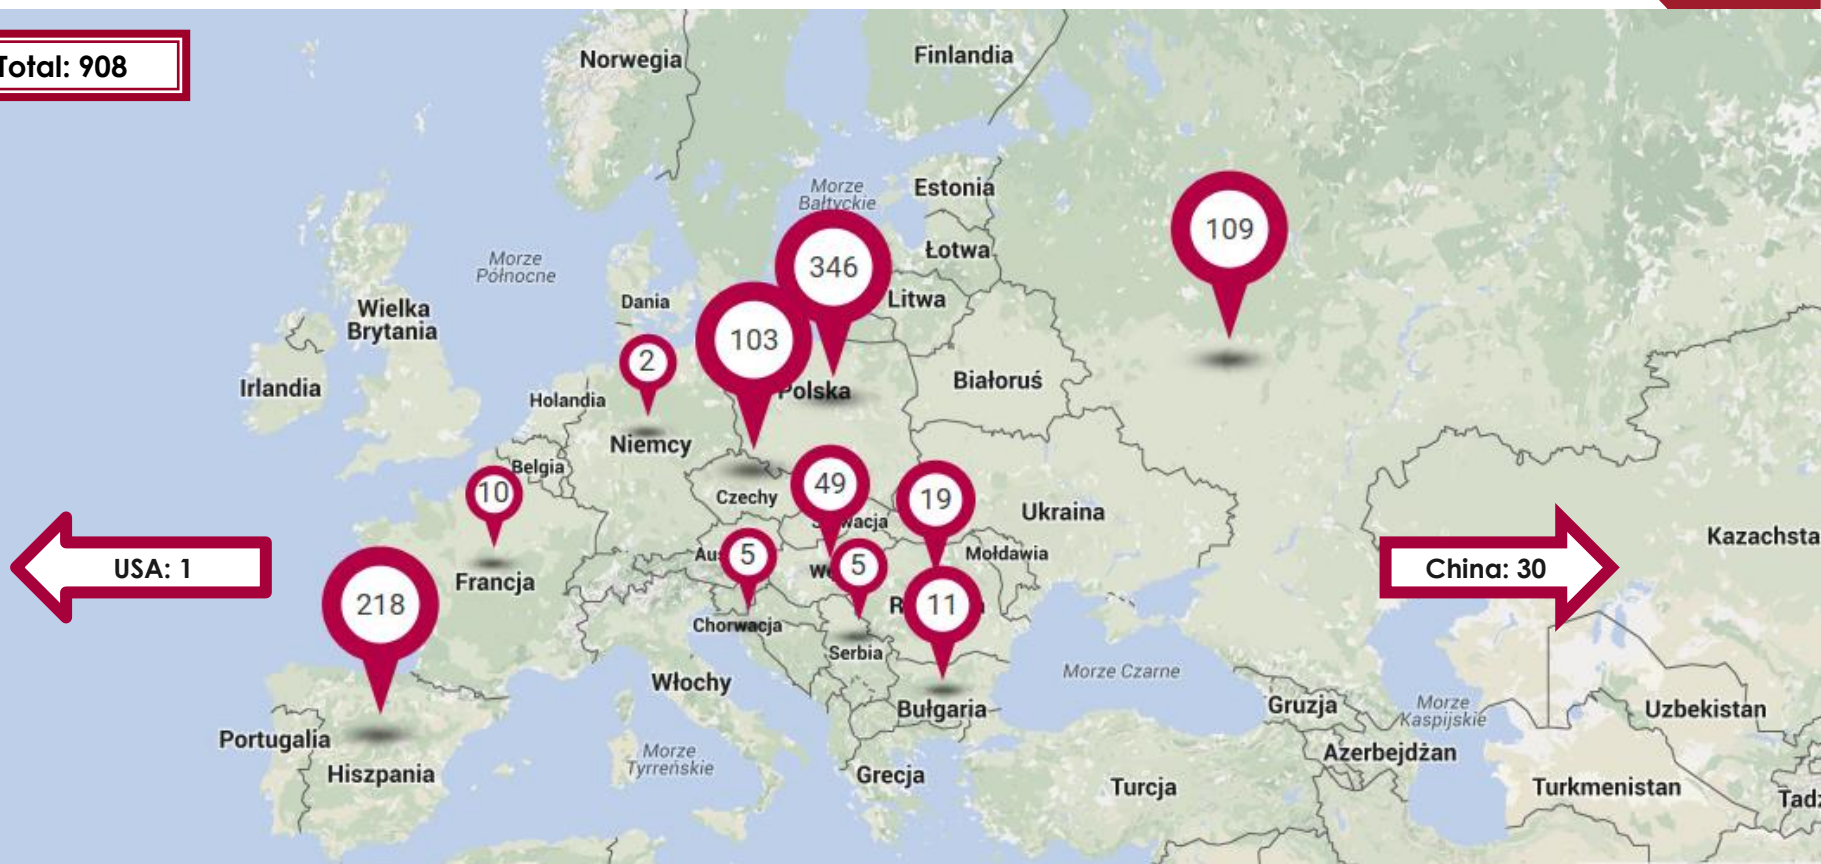 Total: 908
Norwegia
Finlandia
Morze
Bałtyckie
Estonia
109
Łotwa
Morze
Północne
346
Dania
Litwa
Wielka
Brytania
103
2
Polska
Białoruś
Irlandia
Holandia
Niemcy
Belgia
10
Czechy
49
19
Ukraina
Kazachsta
Mołdawia
5
5
USA: 1
China: 30
Francja
218
11
Chorwacja
Serbia
Morze Czarne
Włochy
Bułgaria
Gruzja
Morze
Kaspijskie
Uzbekistan
Portugalia
Morze
Tyrreńskie
Azerbejdżan
Hiszpania
Grecja
Turcja
Turkmenistan
Tadż